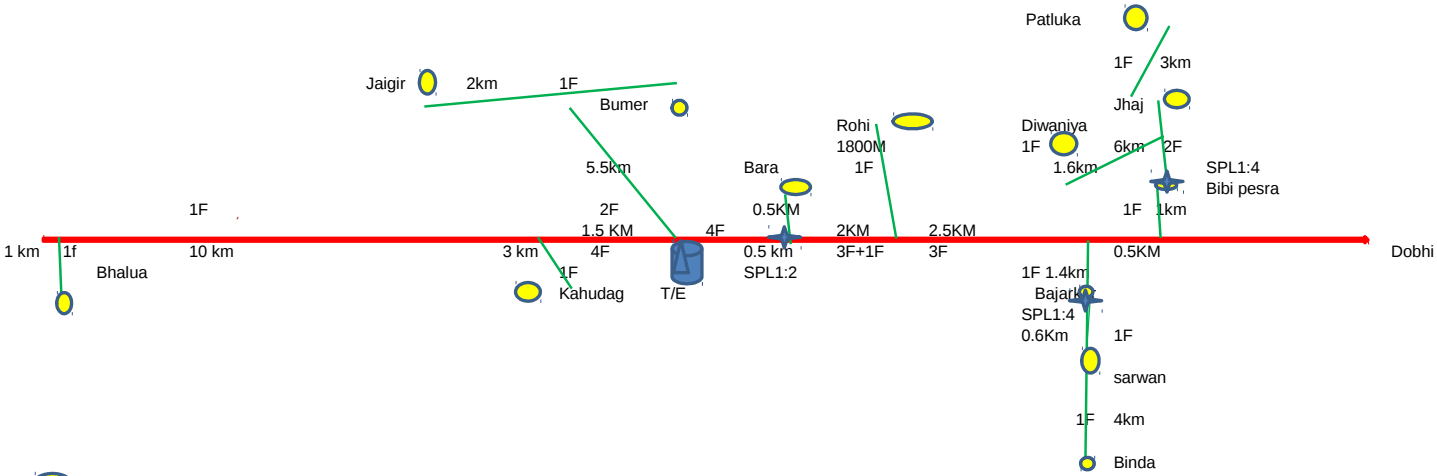 Patluka
1F 3km
Jaigir 2km 1F
Bumer
Jhaj
Rohi
1800M
1F
Diwaniya
1F 6km 2F
1.6km
5.5km
Bara
SPL1:4
Bibi pesra
1F
2F
0.5KM
1F 1km
1.5 KM 4F 2KM 2.5KM
1 km 1f 10 km 3 km 4F 0.5 km 3F+1F 3F 0.5KM Dobhi
Bhalua
1F
Kahudag
T/E
SPL1:2
1F 1.4km
Bajarkar
SPL1:4
0.6Km 1F
sarwan
1F 4km
Binda